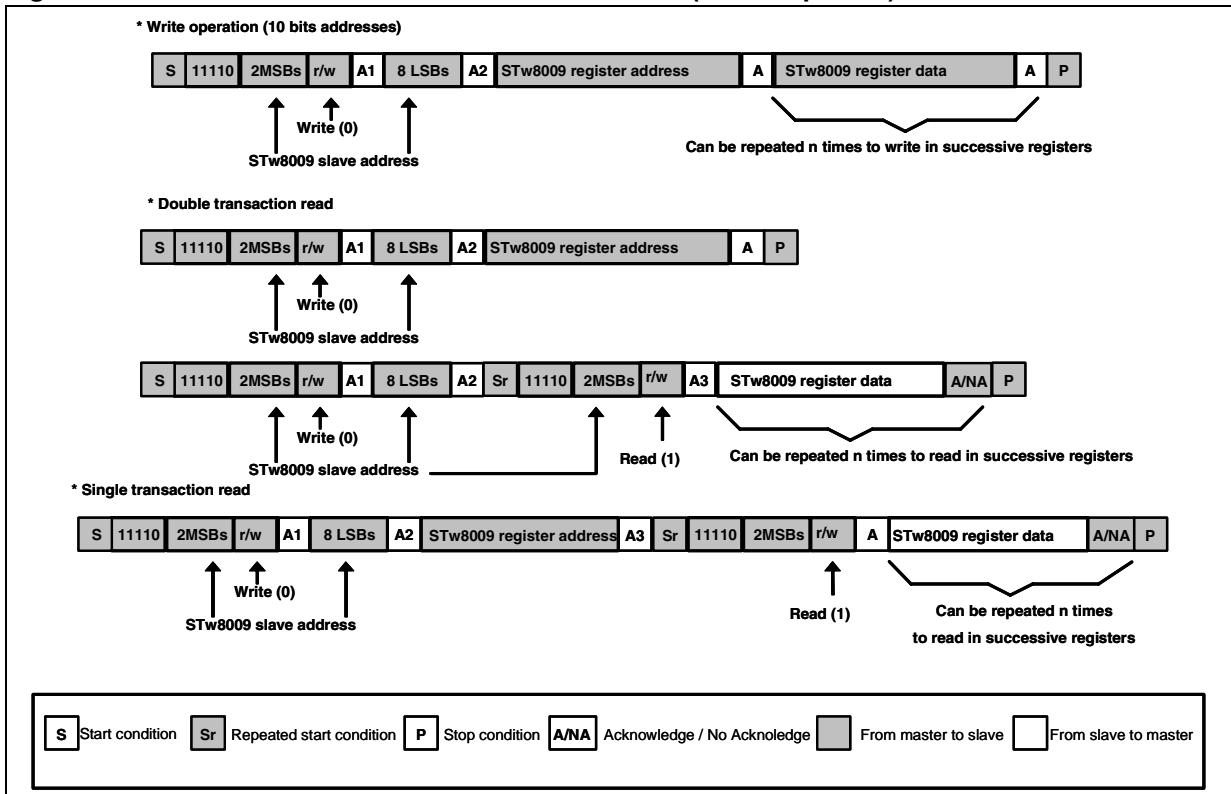 * Write operation (10 bits addresses)
S 11110 2MSBs r/w A1 8 LSBs A2 STw8009 register address A STw8009 register data A P
Write (0)
STw8009 slave address
Can be repeated n times to write in successive registers
* Double transaction read
S 11110 2MSBs r/w A1 8 LSBs A2 STw8009 register address A P
Write (0)
STw8009 slave address
S 11110 2MSBs r/w A1 8 LSBs A2 Sr 11110 2MSBs r/w A3 STw8009 register data A/NA P
Write (0)
STw8009 slave address
Read (1)
Can be repeated n times to read in successive registers
* Single transaction read
S 11110 2MSBs r/w A1 8 LSBs A2 STw8009 register address A3 Sr 11110 2MSBs r/w A STw8009 register data A/NA P
Write (0)
STw8009 slave address
Read (1)
Can be repeated n times
to read in successive registers
S Start condition Sr Repeated start condition P Stop condition A/NA Acknowledge / No Acknoledge From master to slave From slave to master